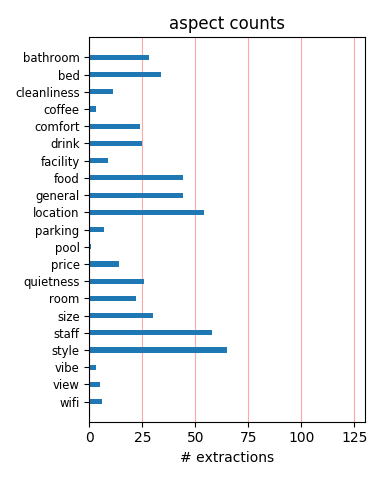 aspect counts
bathroom
bed
cleanliness
coffee
comfort
drink
facility
food
general
location
parking
pool
price
quietness
room
size
staff
style
vibe
view
wifi
0 25 50 75 100 125
# extractions